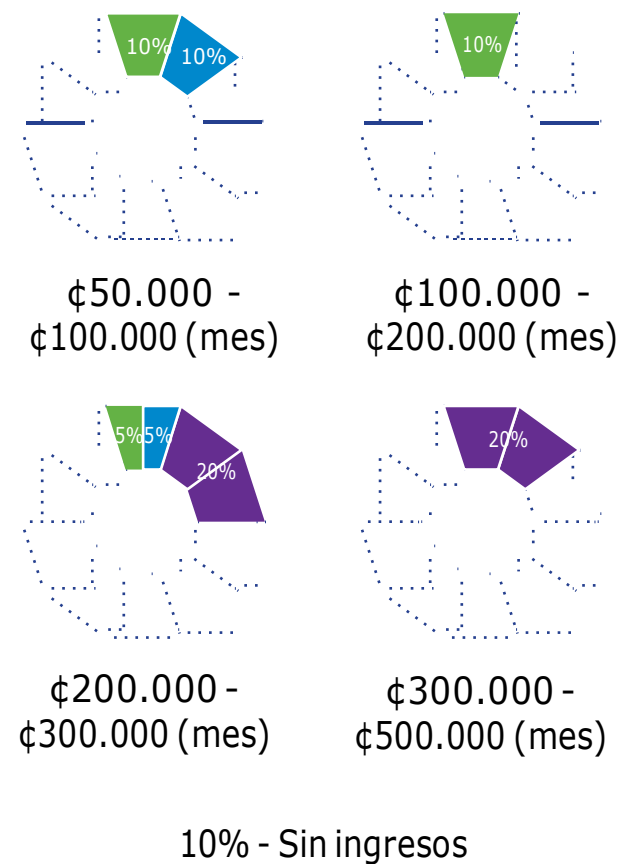 10% 10%
10%
¢50.000 -
¢100.000 (mes)
¢100.000 -
¢200.000 (mes)
5% 5%
20%
20%
¢200.000 -
¢300.000 (mes)
¢300.000 -
¢500.000 (mes)
10% - Sin ingresos